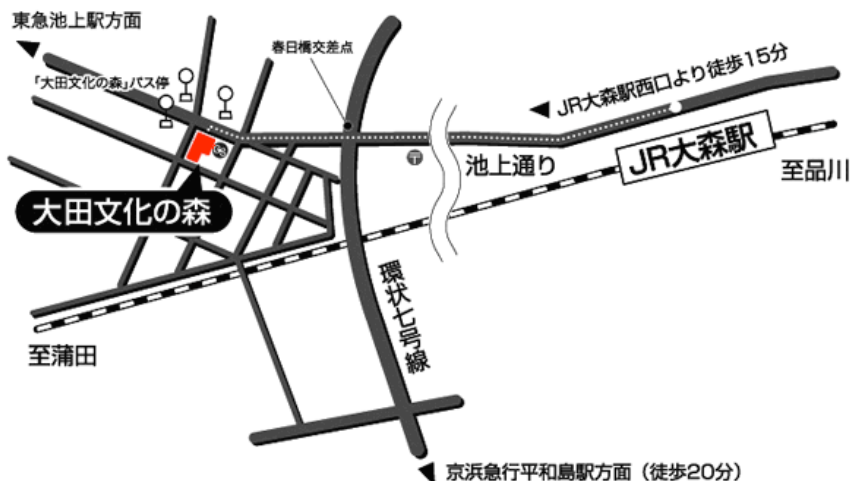 東急池上駅方面
春日橋交差点
「大田文化の森」バス停
JR大森駅西口より徒歩15分
池上通り
JR大森駅
至品川
大田文化の森
環状七号線
至蒲田
京浜急行平和島駅方面（徒歩20分）